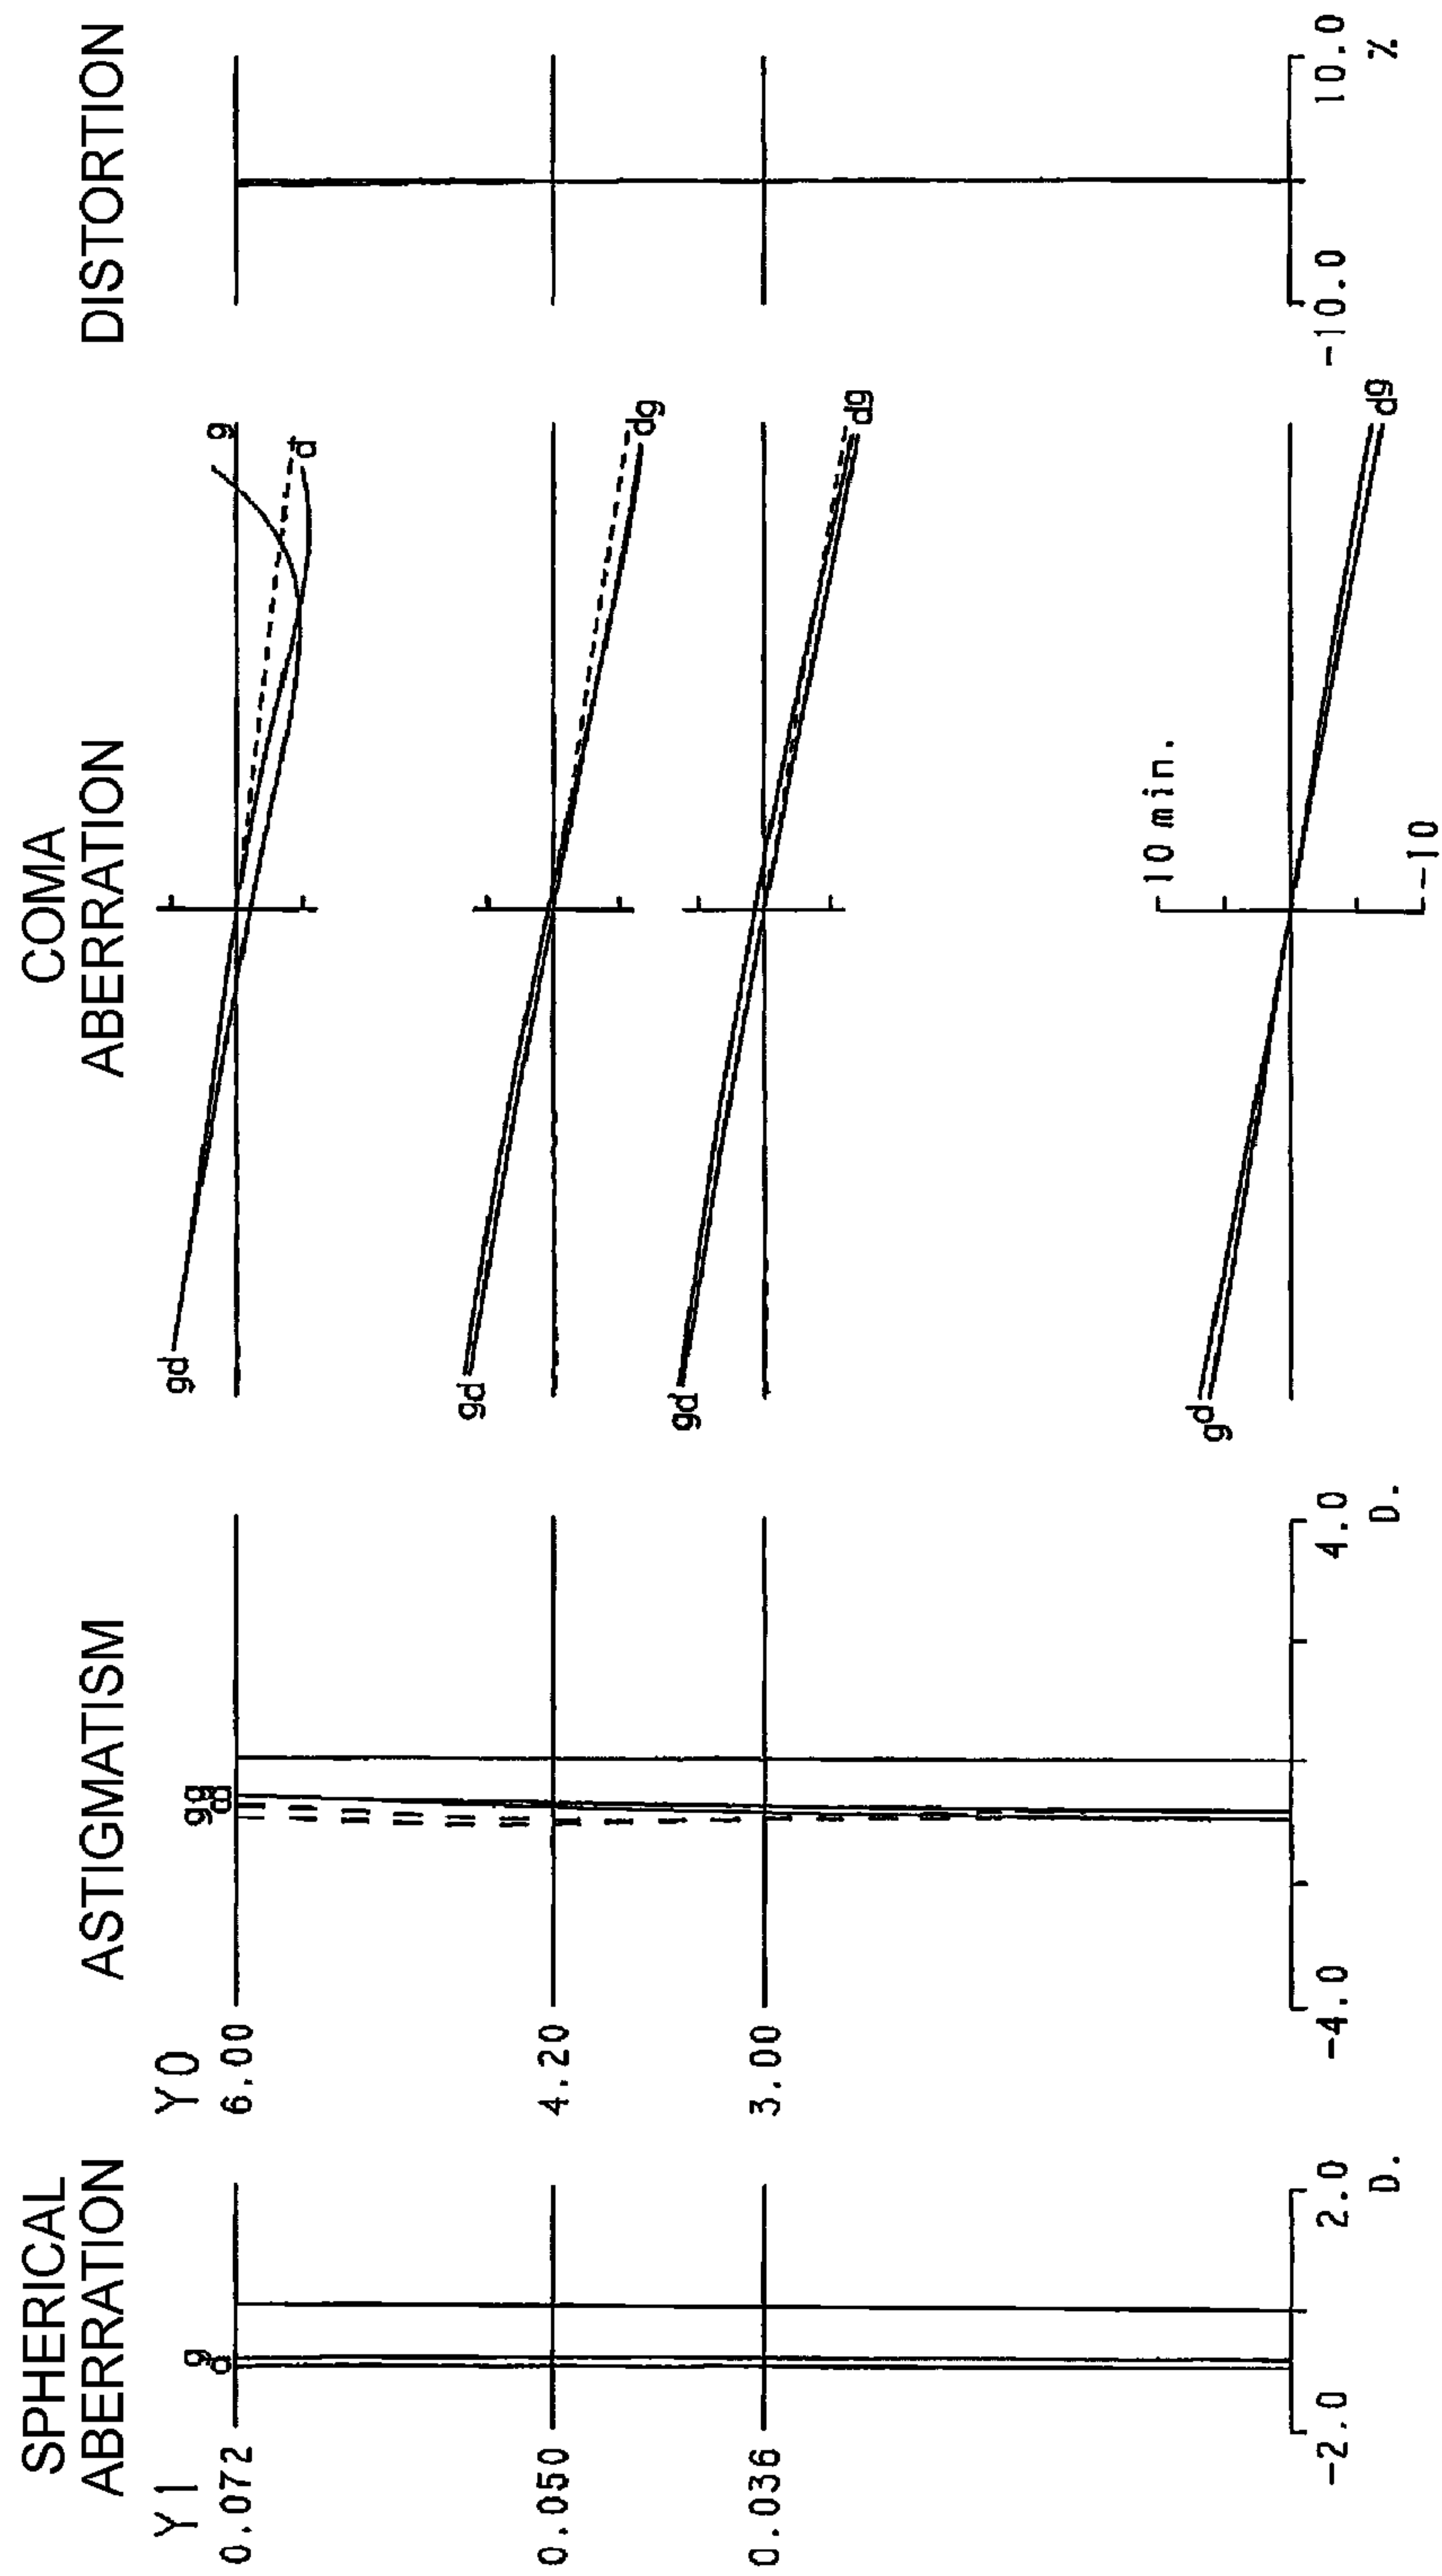 SPHERICAL
ABERRATION
Y1
0.072
0.050
0.036
g
d
-2.0
2.0
D.
ASTIGMATISM
Y0
6.00
4.20
3.00
g g
d d
-4.0
4.0
D.
COMA
ABERRATION
gd
g
d
gd
dg
gd
dg
10 min.
-10
gd
dg
DISTORTION
-10.0
10.0
%